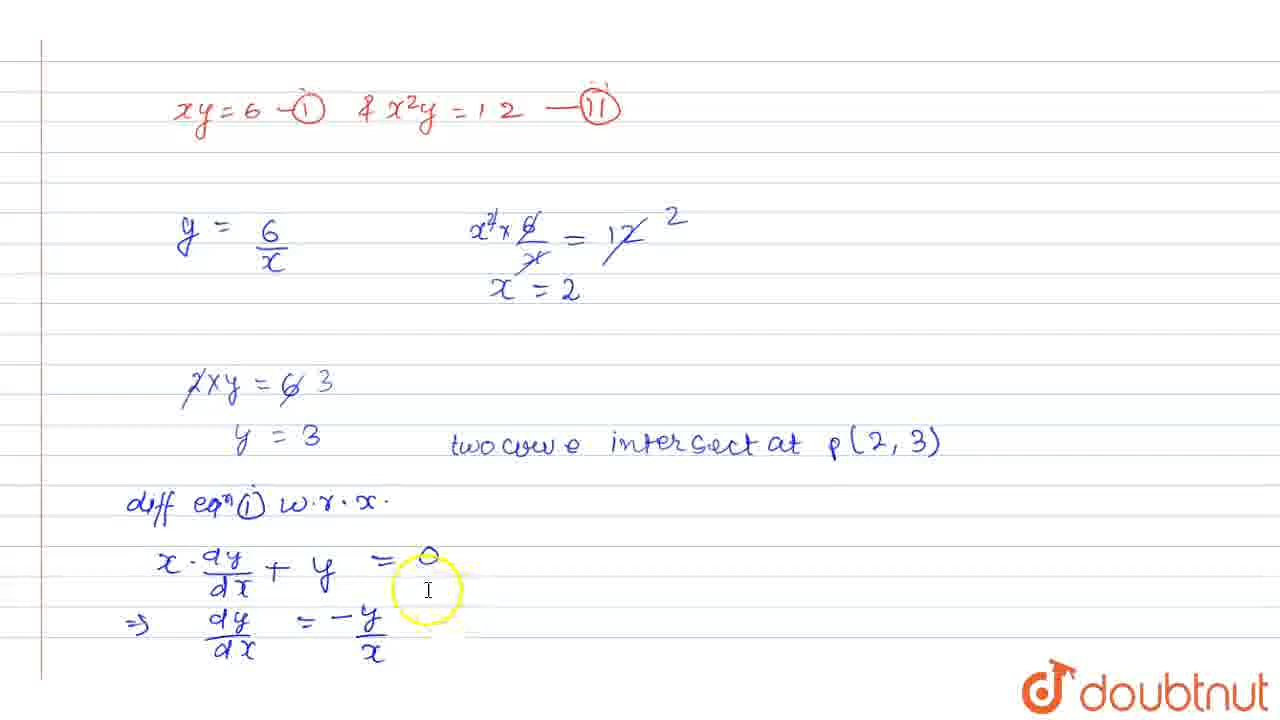 xy = 6 — (i) & x²y = 12 — (ii)
y = 6/x    x² × 6/x = 12 2
x = 2
2 × y = 6 3
y = 3    two curve intersect at p(2, 3)
diff eqⁿ (i) w.r. x.
x · dy/dx + y = 0
⇒ dy/dx = -y/x
doubtnut